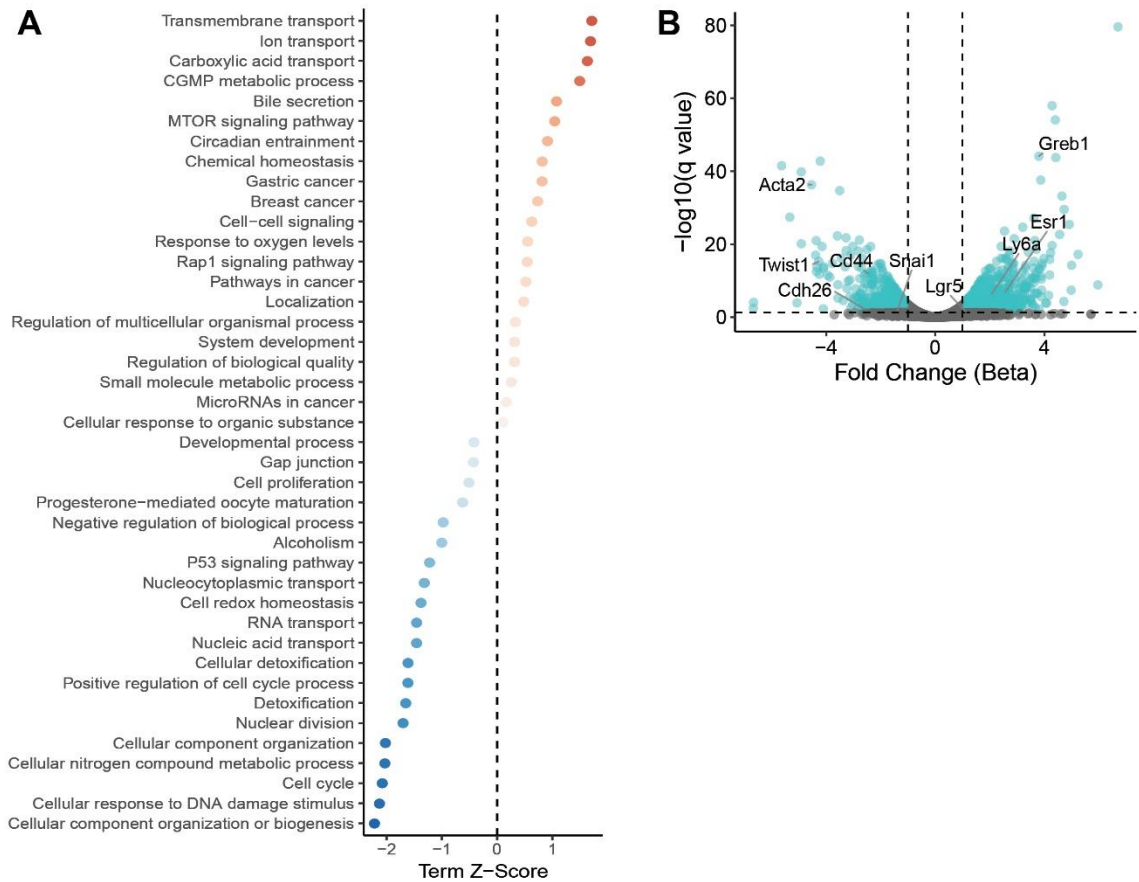 A
Transmembrane transport
Ion transport
Carboxylic acid transport
CGMP metabolic process
Bile secretion
MTOR signaling pathway
Circadian entrainment
Chemical homeostasis
Gastric cancer
Breast cancer
Cell−cell signaling
Response to oxygen levels
Rap1 signaling pathway
Pathways in cancer
Localization
Regulation of multicellular organismal process
System development
Regulation of biological quality
Small molecule metabolic process
MicroRNAs in cancer
Cellular response to organic substance
Developmental process
Gap junction
Cell proliferation
Progesterone−mediated oocyte maturation
Negative regulation of biological process
Alcoholism
P53 signaling pathway
Nucleocytoplasmic transport
Cell redox homeostasis
RNA transport
Nucleic acid transport
Cellular detoxification
Positive regulation of cell cycle process
Detoxification
Nuclear division
Cellular component organization
Cellular nitrogen compound metabolic process
Cell cycle
Cellular response to DNA damage stimulus
Cellular component organization or biogenesis
−2 −1 0 1
Term Z−Score
B
−log10(q value)
80
60
40
20
0
Greb1
Acta2
Esr1
Ly6a
Twist1
Cd44
Snai1
Cdh26
Lgr5
−4 0 4
Fold Change (Beta)